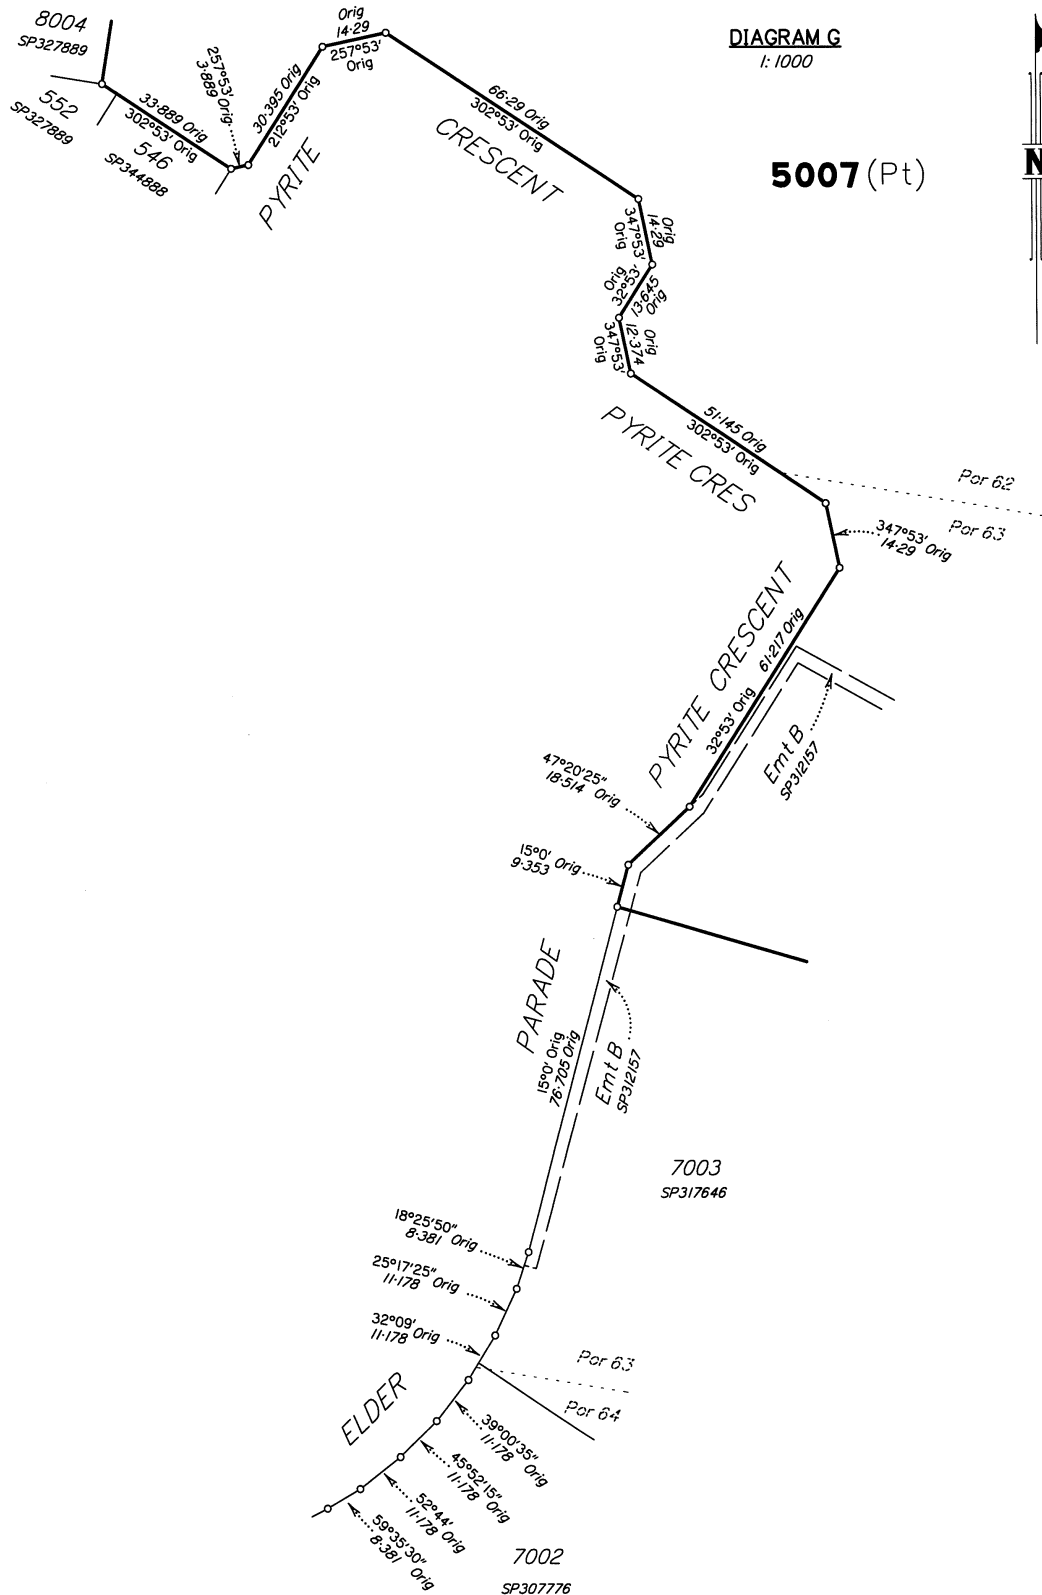 8004
SP327889
Orig
14·29
257°53'
Orig
DIAGRAM G
1:1000
257°53' Orig
3·889
552
SP327889
33·889 Orig
302°53' Orig
546
SP344888
30·395 Orig
212°53' Orig
PYRITE
66·29 Orig
302°53' Orig
CRESCENT
5007 (Pt)
N
Orig
14·29
347°53'
Orig
Orig
32°53'
13·645
Orig
Orig
12·374
347°53'
Orig
51·145 Orig
302°53' Orig
PYRITE CRES
Por 62
Por 63
347°53' Orig
14·29
PYRITE CRESCENT
61·217 Orig
32°53' Orig
Emt B
SP312157
47°20'25"
18·514 Orig
15°0' Orig
9·353
PARADE
15°0' Orig
76·705 Orig
Emt B
SP312157
7003
SP317646
18°25'50"
8·381 Orig
25°17'25"
11·178 Orig
32°09'
11·178 Orig
Por 63
Por 64
ELDER
39°00'35"
11·178 Orig
45°52'15"
11·178 Orig
52°44'
11·178 Orig
59°35'30"
8·381 Orig
7002
SP307776